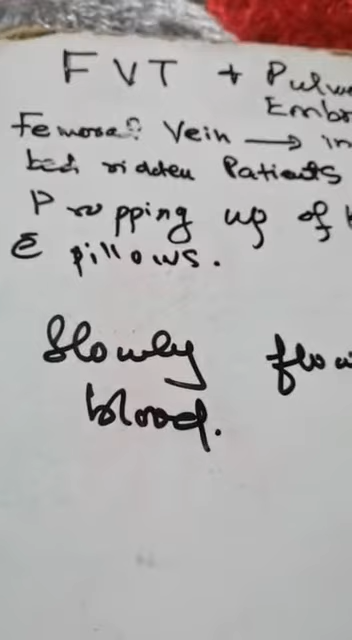 FVT + Pulm
Embo
Femoral Vein → in
bed ridden Patients
Propping up of
c̄ pillows.
Slowly flow
blood.